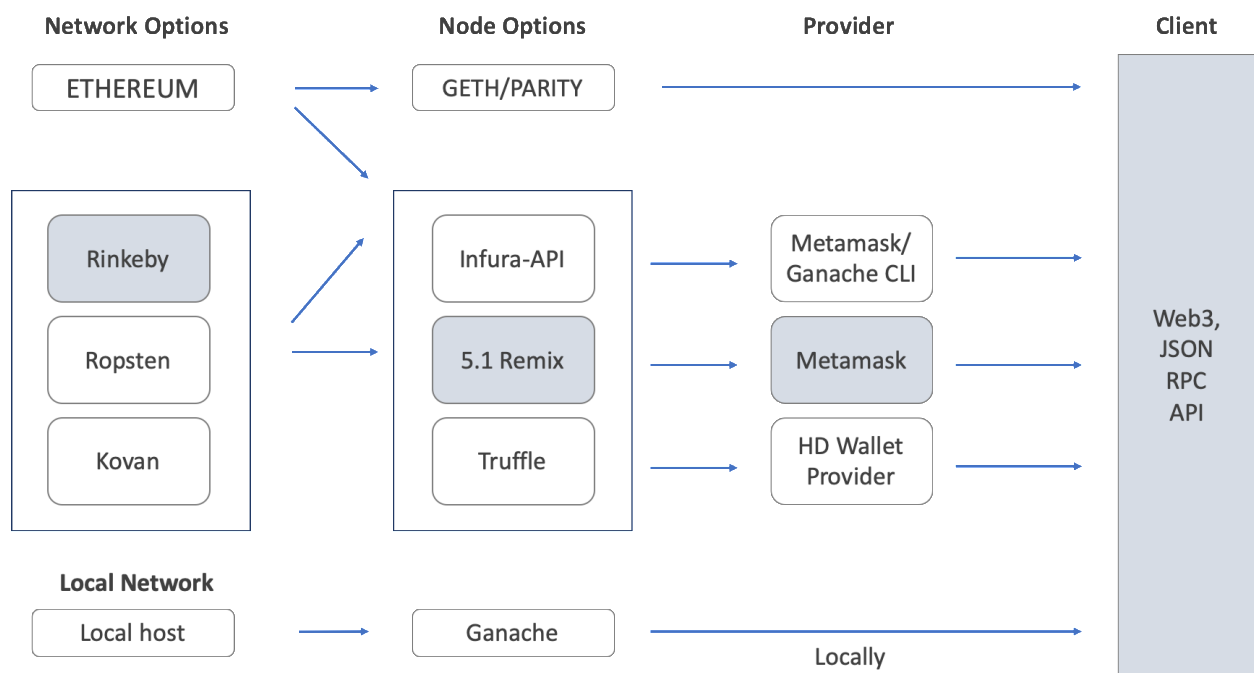 Network Options
Node Options
Provider
Client
ETHEREUM
GETH/PARITY
Rinkeby
Infura-API
Metamask/
Ganache CLI
Ropsten
5.1 Remix
Metamask
Web3,
JSON
RPC
API
Kovan
Truffle
HD Wallet
Provider
Local Network
Local host
Ganache
Locally